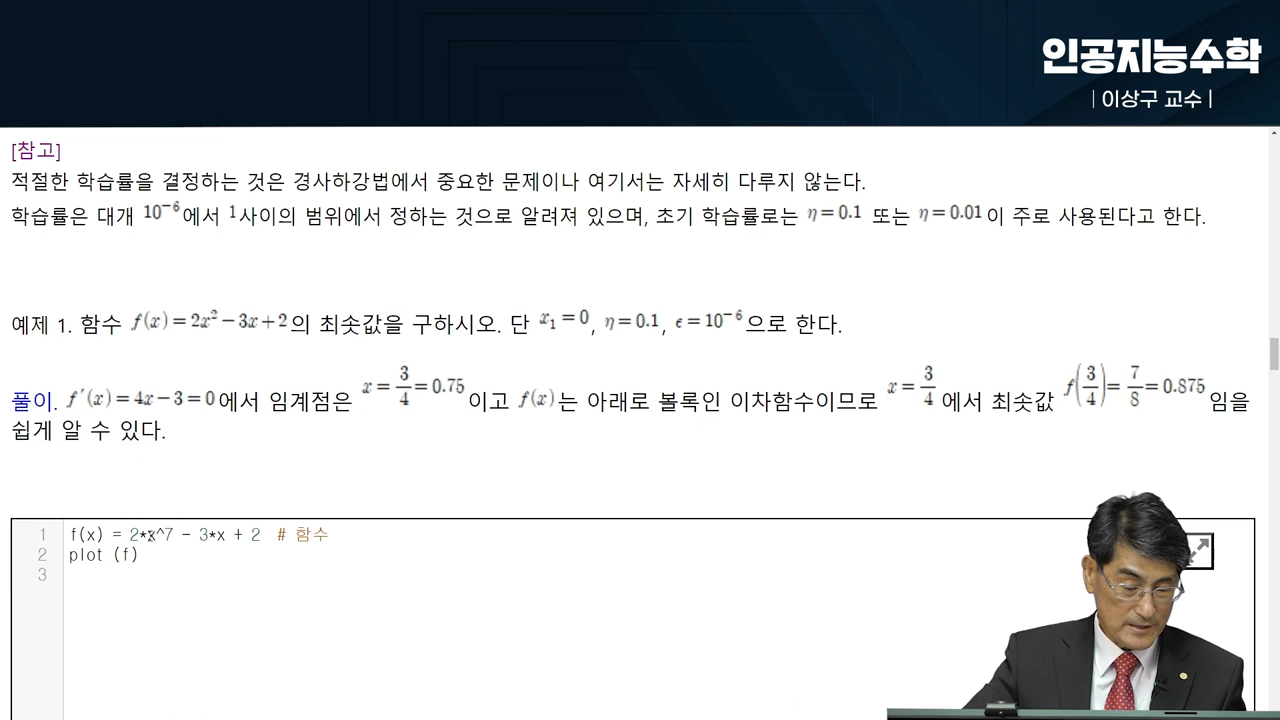 인공지능수학
| 이상구 교수 |
[참고]
적절한 학습률을 결정하는 것은 경사하강법에서 중요한 문제이나 여기서는 자세히 다루지 않는다.
학습률은 대개 10⁻⁶에서 1사이의 범위에서 정하는 것으로 알려져 있으며, 초기 학습률로는 η=0.1 또는 η=0.01이 주로 사용된다고 한다.
예제 1. 함수 f(x)=2x²−3x+2의 최솟값을 구하시오. 단 x₁=0, η=0.1, ϵ=10⁻⁶으로 한다.
풀이. f′(x)=4x−3=0에서 임계점은 x=3/4=0.75이고 f(x)는 아래로 볼록인 이차함수이므로 x=3/4에서 최솟값 f(3/4)=7/8=0.875임을
쉽게 알 수 있다.
1 f(x) = 2*x^7 - 3*x + 2 # 함수
2 plot (f)
3